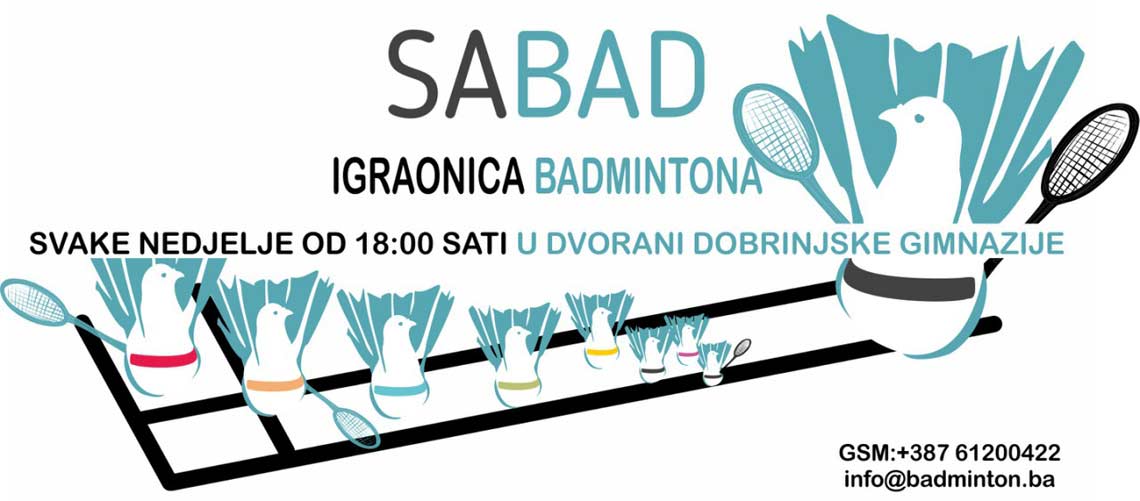 SABAD
IGRAONICA BADMINTONA
SVAKE NEDJELJE OD 18:00 SATI U DVORANI DOBRINJSKE GIMNAZIJE
GSM:+387 61200422
info@badminton.ba